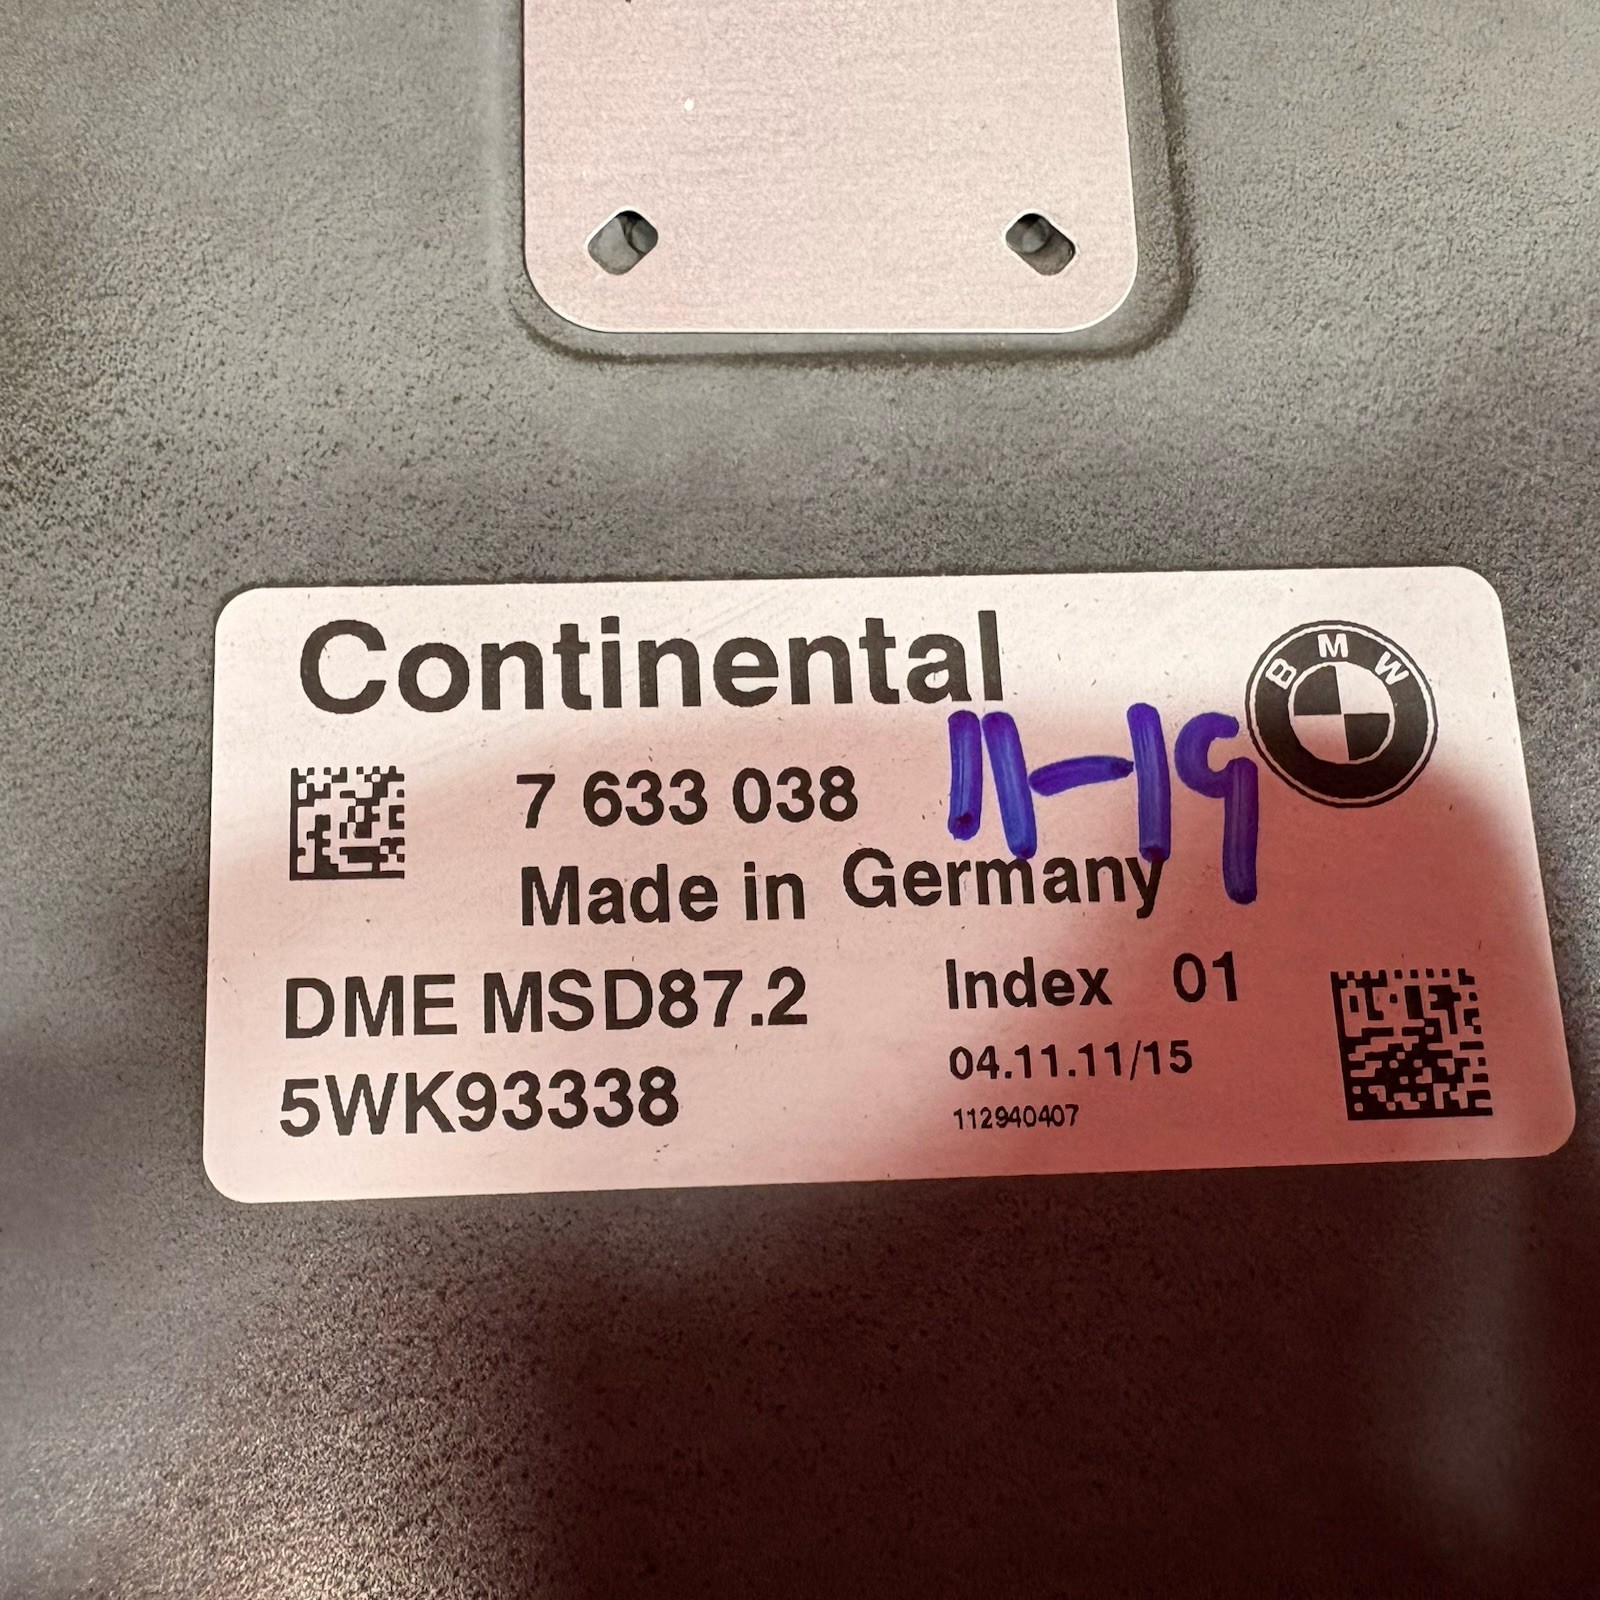 Continental
BMW
7 633 038
11-19
Made in Germany
DME MSD87.2
Index 01
5WK93338
04.11.11/15
112940407